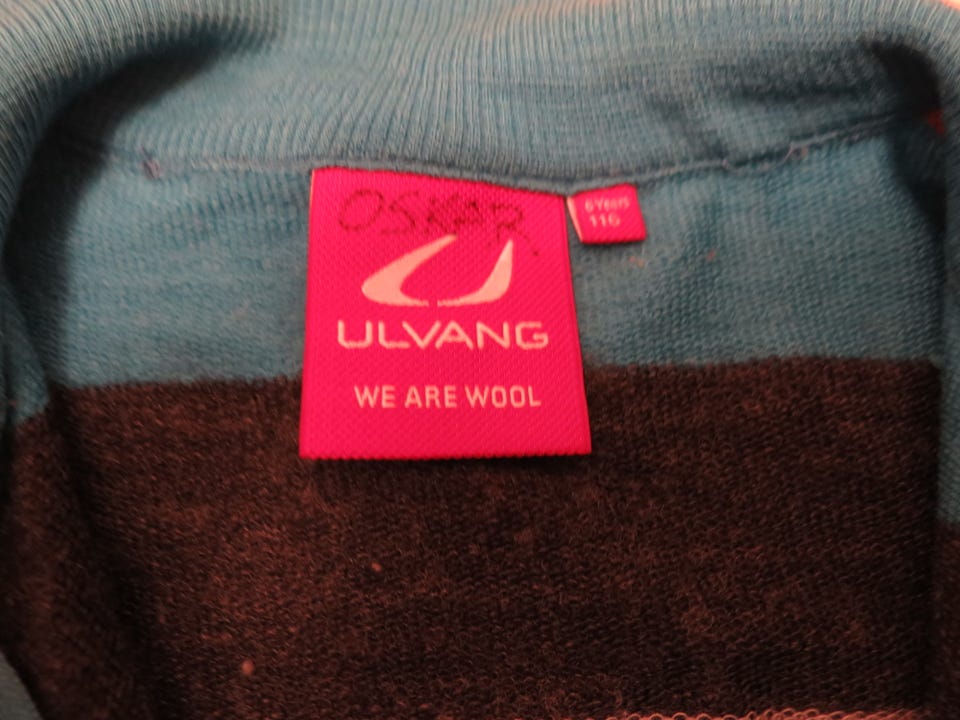 OSKAR
ULVANG
WE ARE WOOL
6 Years
116